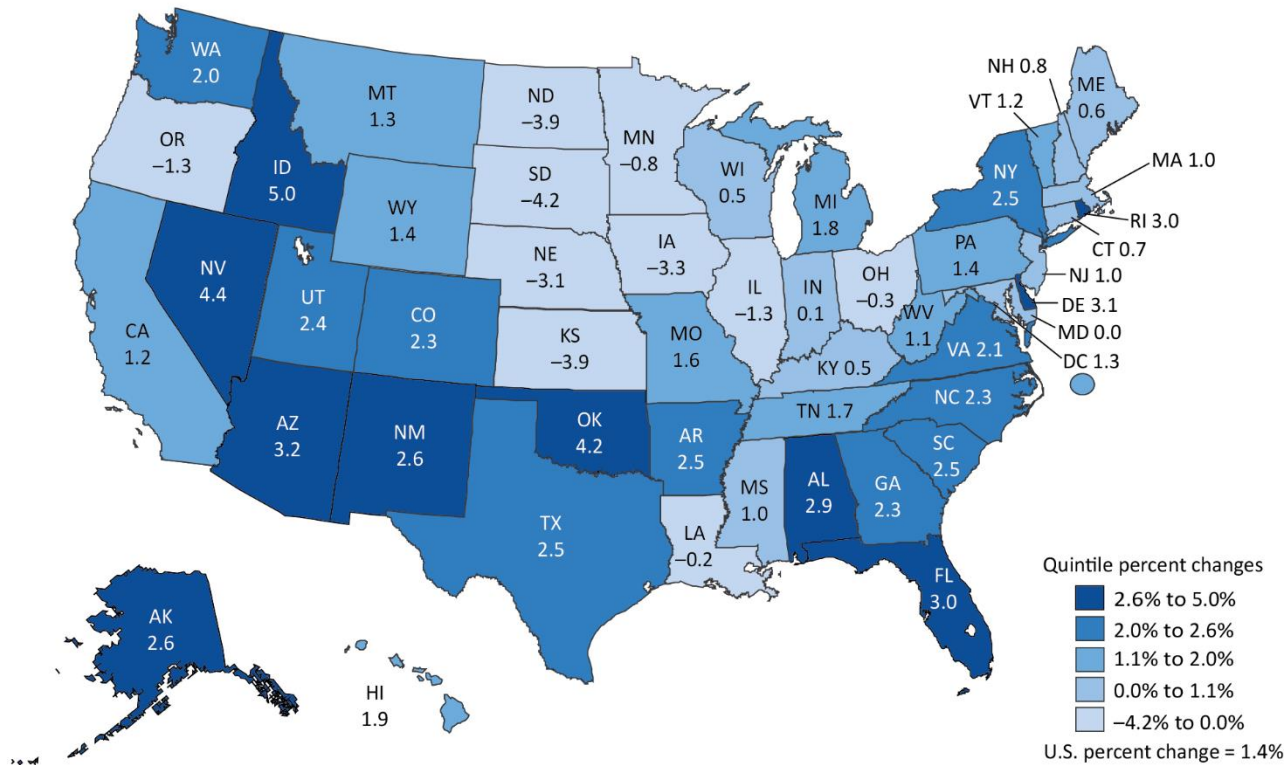 WA
2.0
MT
1.3
ND
–3.9
MN
–0.8
NH 0.8
ME
0.6
VT 1.2
OR
–1.3
ID
5.0
SD
–4.2
WI
0.5
MI
1.8
NY
2.5
MA 1.0
RI 3.0
CT 0.7
WY
1.4
NE
–3.1
IA
–3.3
PA
1.4
NJ 1.0
NV
4.4
UT
2.4
CO
2.3
IL
–1.3
IN
0.1
OH
–0.3
WV
1.1
DE 3.1
MD 0.0
DC 1.3
CA
1.2
KS
–3.9
MO
1.6
KY 0.5
VA 2.1
AZ
3.2
NM
2.6
OK
4.2
AR
2.5
TN 1.7
NC 2.3
SC
2.5
TX
2.5
LA
–0.2
MS
1.0
AL
2.9
GA
2.3
FL
3.0
AK
2.6
HI
1.9
Quintile percent changes
2.6% to 5.0%
2.0% to 2.6%
1.1% to 2.0%
0.0% to 1.1%
–4.2% to 0.0%
U.S. percent change = 1.4%